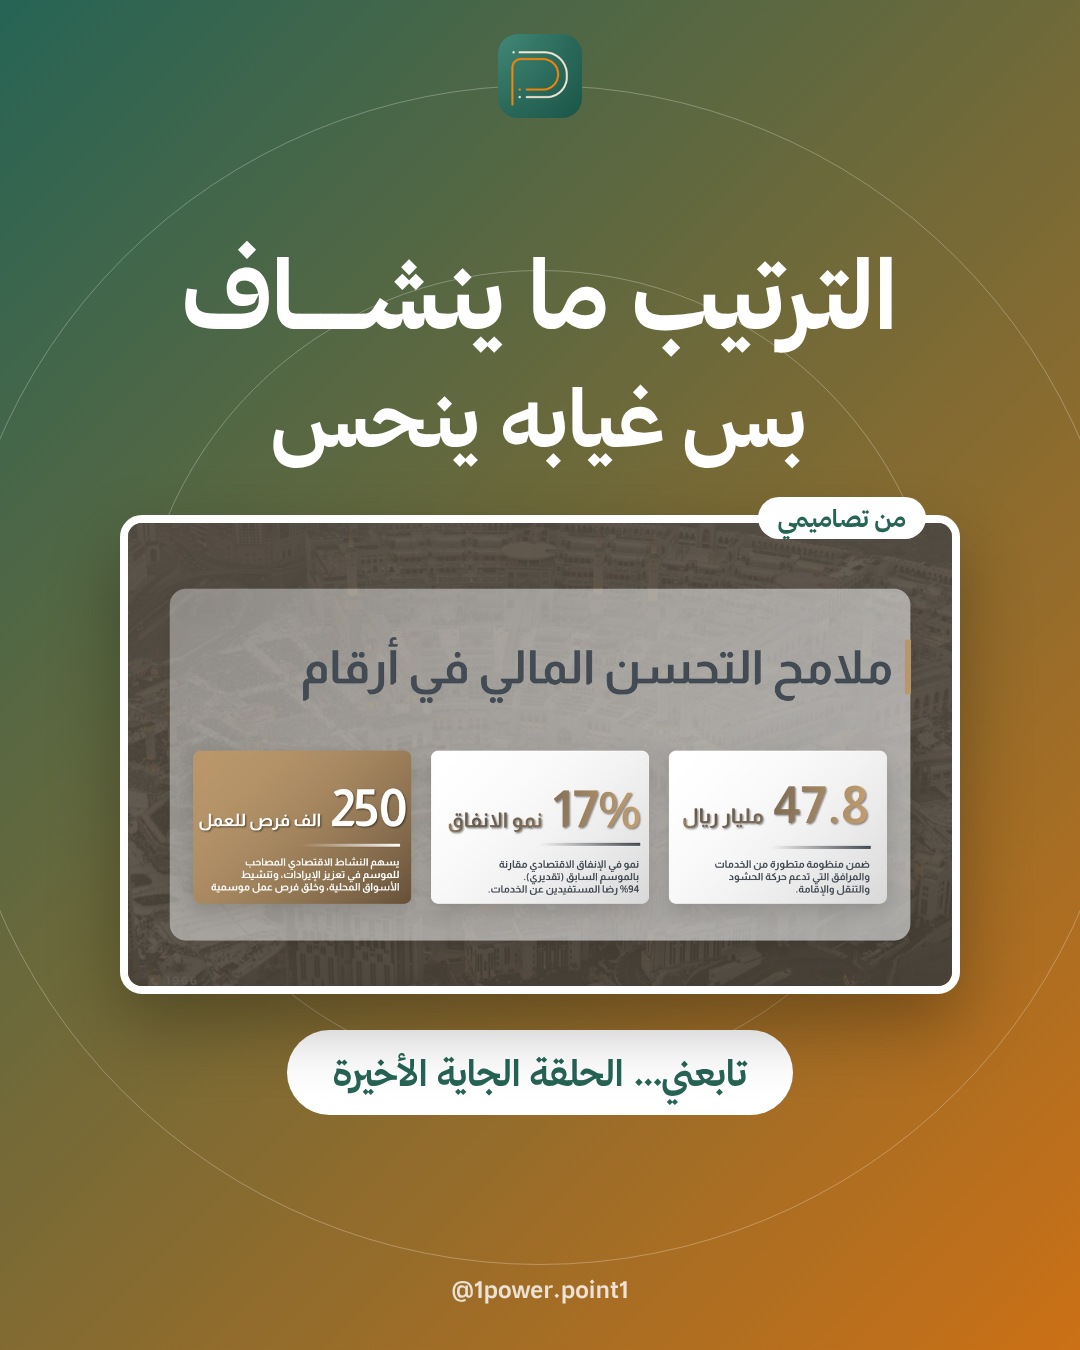 الترتيب ما ينشـــاف
بس غيابه ينحس
من تصاميمي
ملامح التحسن المالي في أرقام
47.8 مليار ريال
ضمن منظومة متطورة من الخدمات
والمرافق التي تدعم حركة الحشود
والتنقل والإقامة.
17% نمو الانفاق
نمو في الإنفاق الاقتصادي مقارنة
بالموسم السابق (تقديري).
94% رضا المستفيدين عن الخدمات.
250 الف فرص للعمل
يسهم النشاط الاقتصادي المصاحب
للموسم في تعزيز الإيرادات، وتنشيط
الأسواق المحلية، وخلق فرص عمل موسمية
تابعني... الحلقة الجاية الأخيرة
@1power.point1